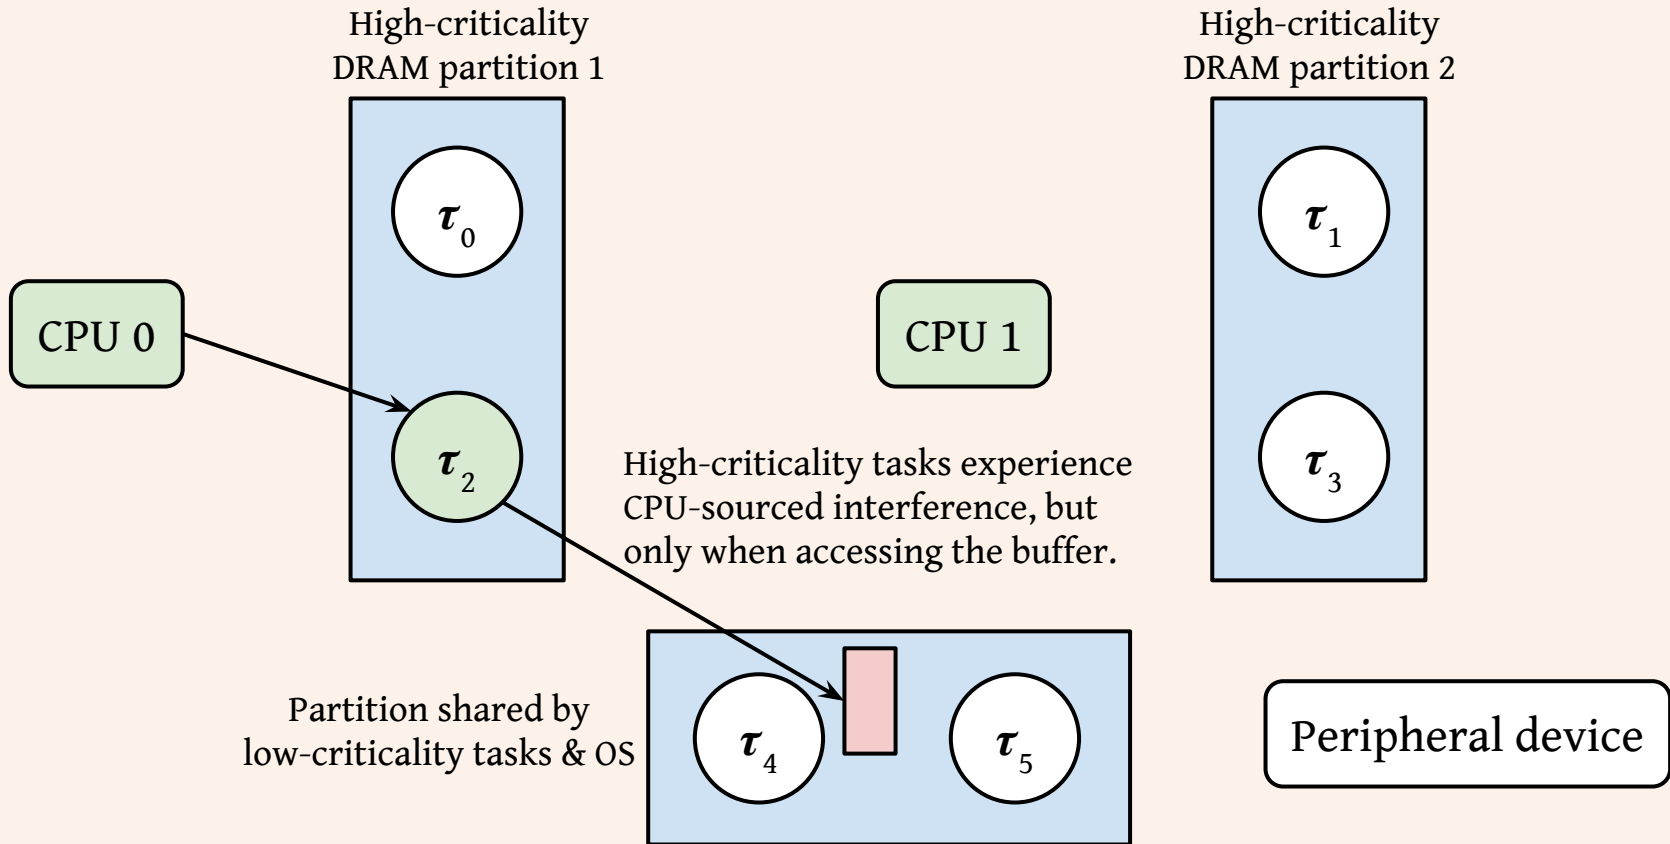 High-criticality
DRAM partition 1
High-criticality
DRAM partition 2
τ0
τ1
CPU 0
CPU 1
τ2
τ3
High-criticality tasks experience
CPU-sourced interference, but
only when accessing the buffer.
Partition shared by
low-criticality tasks & OS
τ4
τ5
Peripheral device